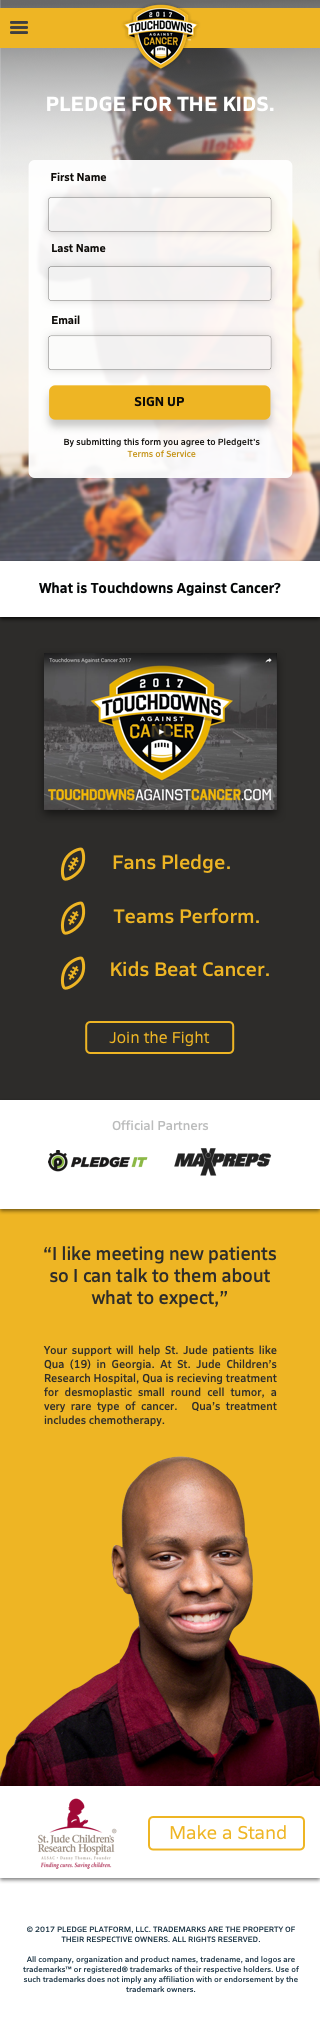 2017
TOUCHDOWNS
AGAINST
CANCER
PLEDGE FOR THE KIDS.
First Name
Last Name
Email
SIGN UP
By submitting this form you agree to PledgeIt's
Terms of Service
What is Touchdowns Against Cancer?
Touchdowns Against Cancer 2017
2017
TOUCHDOWNS
AGAINST
CANCER
TOUCHDOWNSAGAINSTCANCER.COM
Fans Pledge.
Teams Perform.
Kids Beat Cancer.
Join the Fight
Official Partners
PLEDGE IT
MAXPREPS
“I like meeting new patients
so I can talk to them about
what to expect,”
Your support will help St. Jude patients like
Qua (19) in Georgia. At St. Jude Children’s
Research Hospital, Qua is recieving treatment
for desmoplastic small round cell tumor, a
very rare type of cancer. Qua’s treatment
includes chemotherapy.
St. Jude Children's
Research Hospital
ALSAC • Danny Thomas, Founder
Finding cures. Saving children.
Make a Stand
© 2017 PLEDGE PLATFORM, LLC. TRADEMARKS ARE THE PROPERTY OF
THEIR RESPECTIVE OWNERS. ALL RIGHTS RESERVED.
All company, organization and product names, tradename, and logos are
trademarks™ or registered® trademarks of their respective holders. Use of
such trademarks does not imply any affiliation with or endorsement by the
trademark owners.